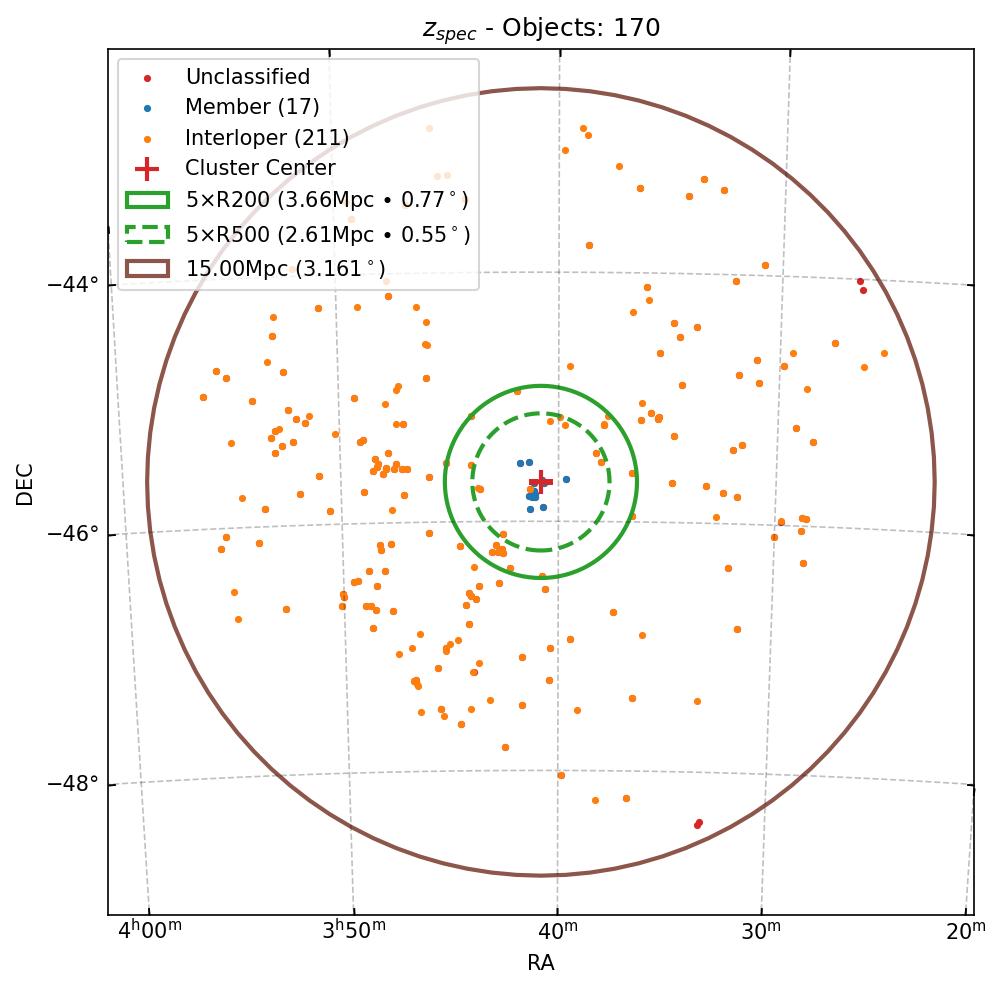 z_spec - Objects: 170
Unclassified
Member (17)
Interloper (211)
Cluster Center
5×R200 (3.66Mpc • 0.77°)
5×R500 (2.61Mpc • 0.55°)
15.00Mpc (3.161°)
−44°
−46°
−48°
DEC
4h00m 3h50m 40m 30m 20m
RA